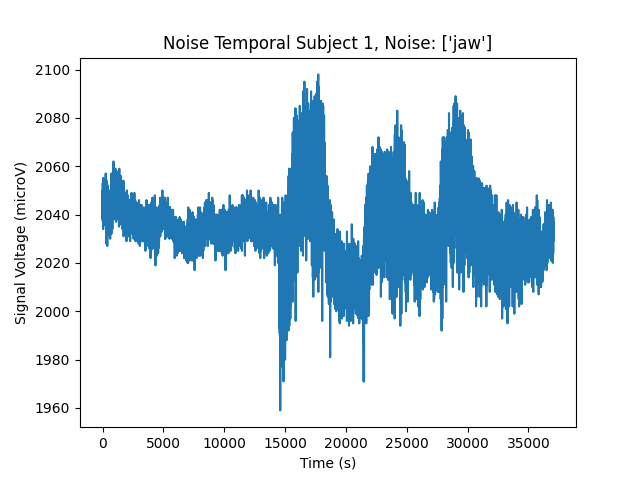 Noise Temporal Subject 1, Noise: ['jaw']
Signal Voltage (microV)
2100
2080
2060
2040
2020
2000
1980
1960
0 5000 10000 15000 20000 25000 30000 35000
Time (s)